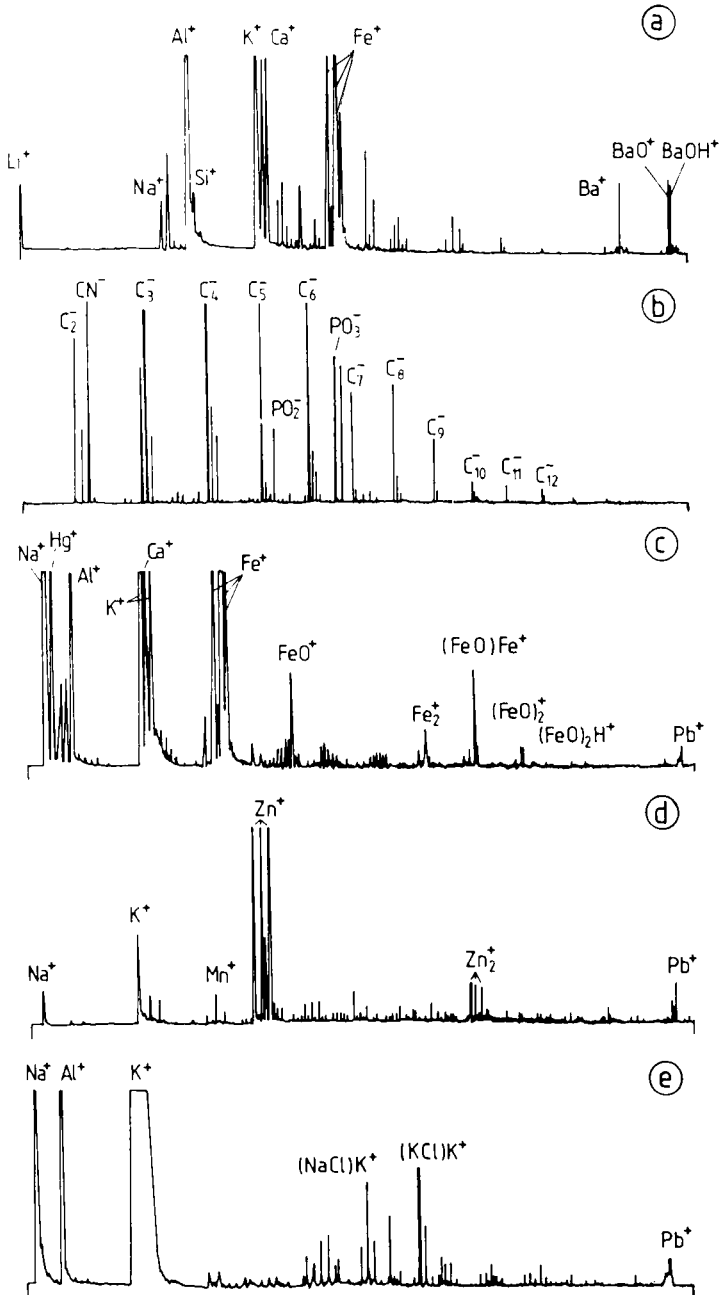 ⓐ
Al⁺ K⁺ Ca⁺ Fe⁺
Li⁺ Na⁺ Si⁺ Ba⁺ BaO⁺ BaOH⁺
ⓑ
C₂⁻ CN⁻ C₃⁻ C₄⁻ C₅⁻ PO₂⁻ C₆⁻ PO₃⁻ C₇⁻ C₈⁻ C₉⁻ C₁₀⁻ C₁₁⁻ C₁₂⁻
ⓒ
Na⁺ Hg⁺ Al⁺ K⁺ Ca⁺ Fe⁺
FeO⁺ Fe₂⁺ (FeO)Fe⁺ (FeO)₂⁺ (FeO)₂H⁺ Pb⁺
ⓓ
Na⁺ K⁺ Mn⁺ Zn⁺ Zn₂⁺ Pb⁺
ⓔ
Na⁺ Al⁺ K⁺ (NaCl)K⁺ (KCl)K⁺ Pb⁺